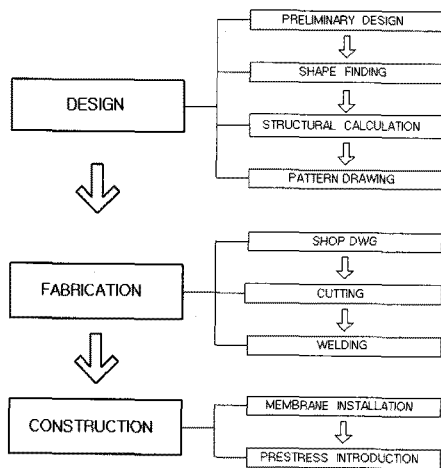 PRELIMINARY DESIGN
SHAPE FINDING
DESIGN
STRUCTURAL CALCULATION
PATTERN DRAWING
SHOP DWG
FABRICATION
CUTTING
WELDING
MEMBRANE INSTALLATION
CONSTRUCTION
PRESTRESS INTRODUCTION